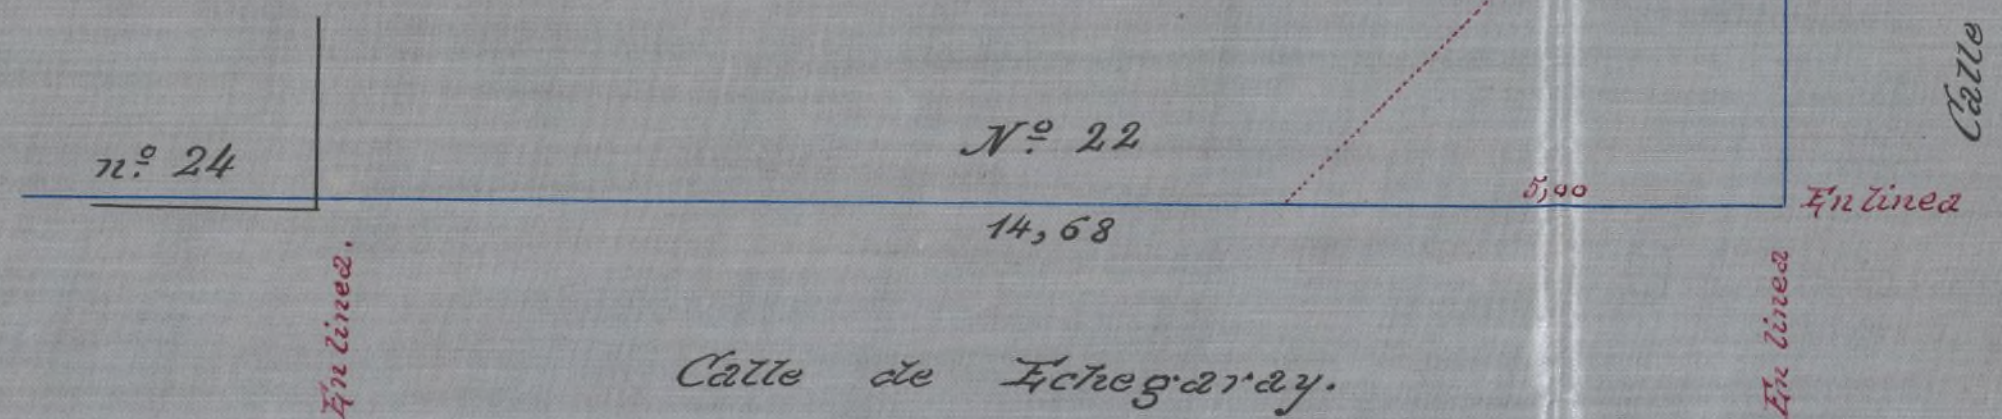 Calle
nº 24
Nº 22
5,00
En linea
14,68
En linea.
En linea
Calle de Echegaray.